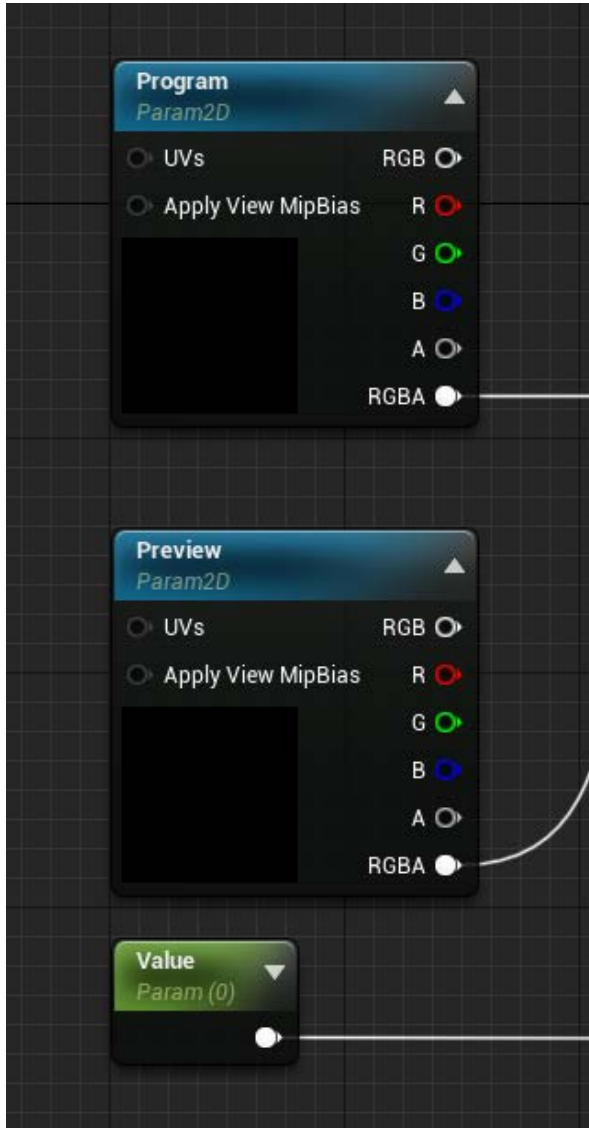 Program
Param2D
UVs RGB
Apply View MipBias R
G
B
A
RGBA
Preview
Param2D
UVs RGB
Apply View MipBias R
G
B
A
RGBA
Value
Param (0)